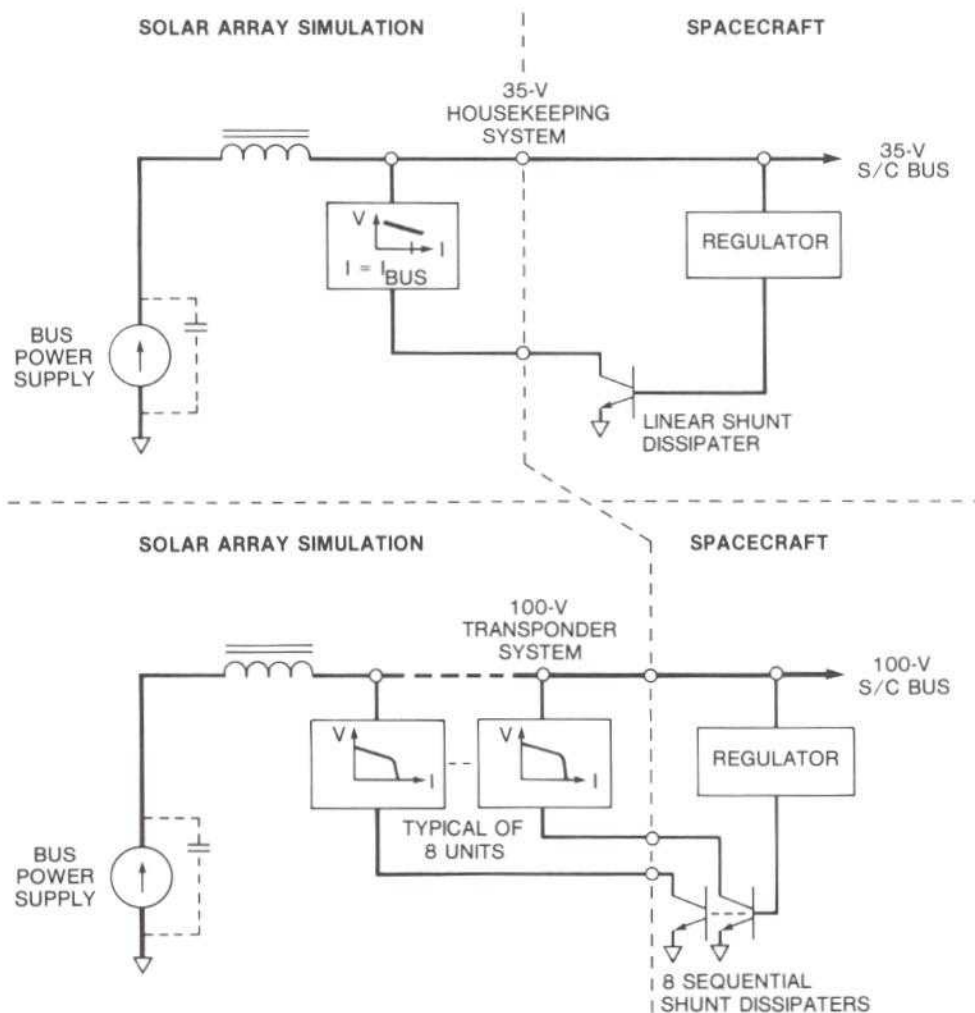 SOLAR ARRAY SIMULATION
SPACECRAFT
35-V
HOUSEKEEPING
SYSTEM
35-V
S/C BUS
V
I
I = I BUS
REGULATOR
BUS
POWER
SUPPLY
LINEAR SHUNT
DISSIPATER
SOLAR ARRAY SIMULATION
SPACECRAFT
100-V
TRANSPONDER
SYSTEM
100-V
S/C BUS
V
I
V
I
REGULATOR
TYPICAL OF
8 UNITS
BUS
POWER
SUPPLY
8 SEQUENTIAL
SHUNT DISSIPATERS